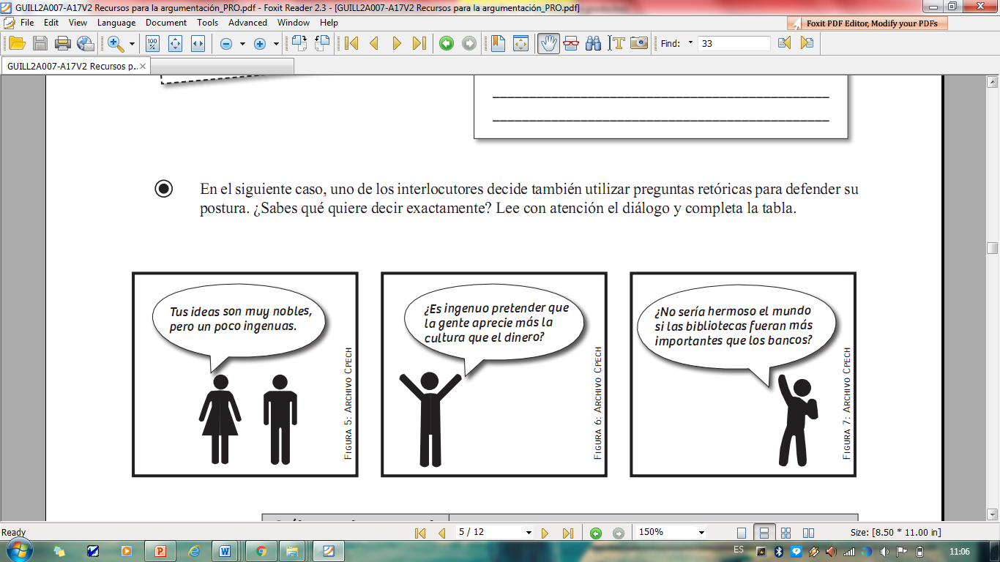 GUILL2A007-A17V2 Recursos para la argumentación_PRO.pdf - Foxit Reader 2.3 - [GUILL2A007-A17V2 Recursos para la argumentación_PRO.pdf]
File Edit View Language Document Tools Advanced Window Help
Foxit PDF Editor, Modify your PDFs
Find: 33
GUILL2A007-A17V2 Recursos p..
En el siguiente caso, uno de los interlocutores decide también utilizar preguntas retóricas para defender su
postura. ¿Sabes qué quiere decir exactamente? Lee con atención el diálogo y completa la tabla.
Tus ideas son muy nobles,
pero un poco ingenuas.
Figura 5: Archivo Cpech
¿Es ingenuo pretender que
la gente aprecie más la
cultura que el dinero?
Figura 6: Archivo Cpech
¿No sería hermoso el mundo
si las bibliotecas fueran más
importantes que los bancos?
Figura 7: Archivo Cpech
Ready
5 / 12
150%
Size: [8.50 * 11.00 in]
ES
11:06